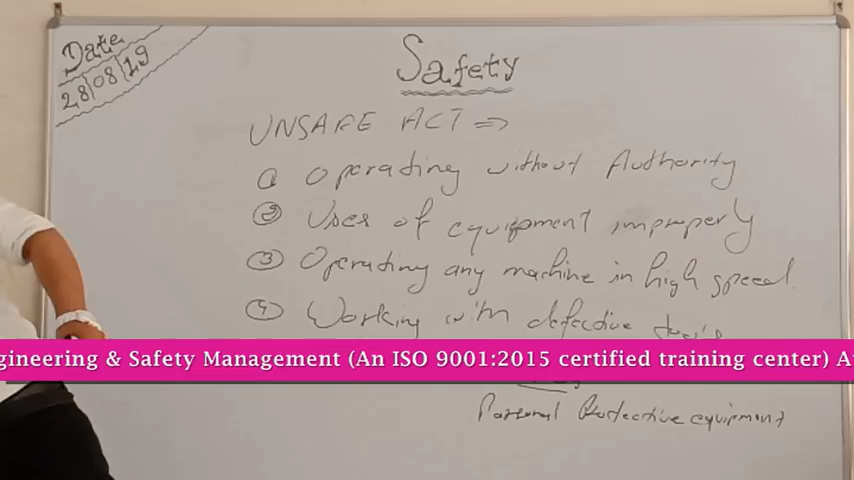 Date
28/08/19
Safety
UNSAFE ACT ⇒
① Operating without Authority
② Uses of equipment improperly
③ Operating any machine in high speed.
④ Working with defective tools
gineering & Safety Management (An ISO 9001:2015 certified training center) A
Personal Protective equipment